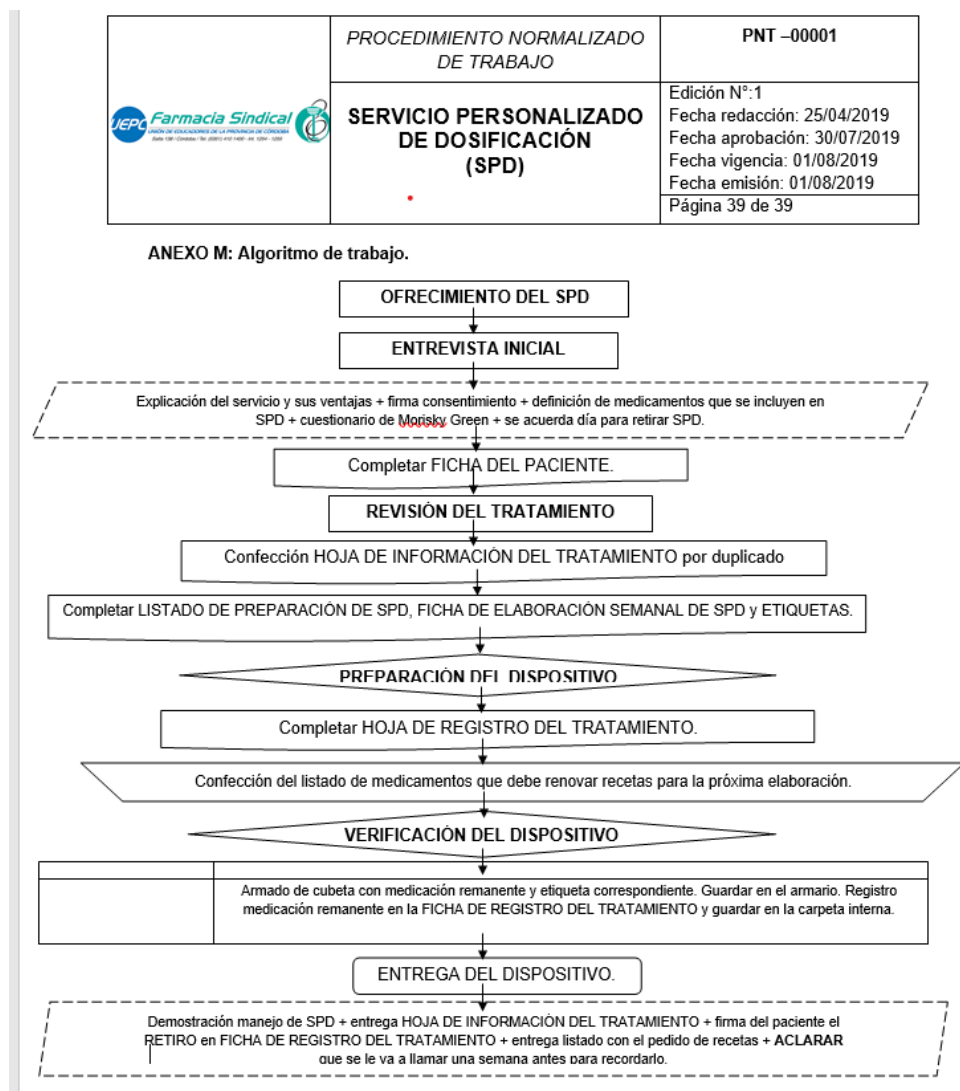 PROCEDIMIENTO NORMALIZADO
DE TRABAJO
PNT –00001
UEPC Farmacia Sindical
UNIÓN DE EDUCADORES DE LA PROVINCIA DE CÓRDOBA
SERVICIO PERSONALIZADO
DE DOSIFICACIÓN
(SPD)
Edición N°:1
Fecha redacción: 25/04/2019
Fecha aprobación: 30/07/2019
Fecha vigencia: 01/08/2019
Fecha emisión: 01/08/2019
Página 39 de 39
ANEXO M: Algoritmo de trabajo.
OFRECIMIENTO DEL SPD
ENTREVISTA INICIAL
Explicación del servicio y sus ventajas + firma consentimiento + definición de medicamentos que se incluyen en
SPD + cuestionario de Morisky Green + se acuerda día para retirar SPD.
Completar FICHA DEL PACIENTE.
REVISIÓN DEL TRATAMIENTO
Confección HOJA DE INFORMACIÓN DEL TRATAMIENTO por duplicado
Completar LISTADO DE PREPARACIÓN DE SPD, FICHA DE ELABORACIÓN SEMANAL DE SPD y ETIQUETAS.
PREPARACIÓN DEL DISPOSITIVO
Completar HOJA DE REGISTRO DEL TRATAMIENTO.
Confección del listado de medicamentos que debe renovar recetas para la próxima elaboración.
VERIFICACIÓN DEL DISPOSITIVO
Armado de cubeta con medicación remanente y etiqueta correspondiente. Guardar en el armario. Registro
medicación remanente en la FICHA DE REGISTRO DEL TRATAMIENTO y guardar en la carpeta interna.
ENTREGA DEL DISPOSITIVO.
Demostración manejo de SPD + entrega HOJA DE INFORMACIÓN DEL TRATAMIENTO + firma del paciente el
RETIRO en FICHA DE REGISTRO DEL TRATAMIENTO + entrega listado con el pedido de recetas + ACLARAR
que se le va a llamar una semana antes para recordarlo.